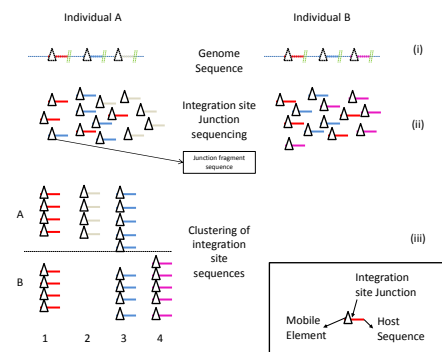 Individual A
Individual B
Genome
Sequence
(i)
Integration site
Junction
sequencing
(ii)
Junction fragment
sequence
A
Clustering of
integration
site
sequences
(iii)
B
Integration
site Junction
Mobile
Element
Host
Sequence
1
2
3
4